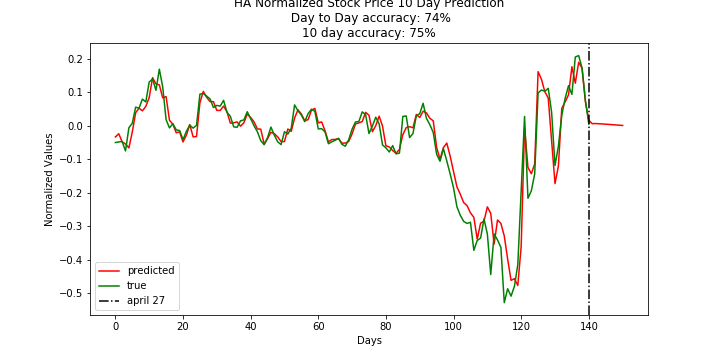 HA Normalized Stock Price 10 Day Prediction
Day to Day accuracy: 74%
10 day accuracy: 75%
Normalized Values
0.2
0.1
0.0
−0.1
−0.2
−0.3
−0.4
−0.5
predicted
true
april 27
0 20 40 60 80 100 120 140
Days